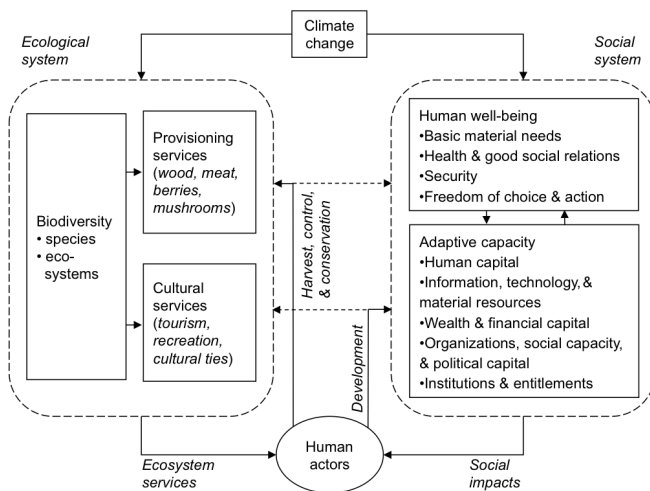 Climate
change
Ecological
system
Social
system
Biodiversity
• species
• eco-
systems
Provisioning
services
(wood, meat,
berries,
mushrooms)
Cultural
services
(tourism,
recreation,
cultural ties)
Harvest, control,
& conservation
Development
Human well-being
•Basic material needs
•Health & good social relations
•Security
•Freedom of choice & action
Adaptive capacity
•Human capital
•Information, technology, &
material resources
•Wealth & financial capital
•Organizations, social capacity,
& political capital
•Institutions & entitlements
Human
actors
Ecosystem
services
Social
impacts